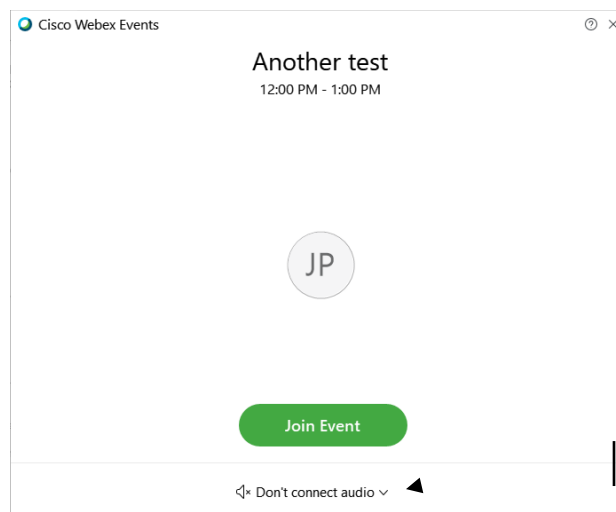 Cisco Webex Events
Another test
12:00 PM - 1:00 PM
JP
Join Event
Don't connect audio